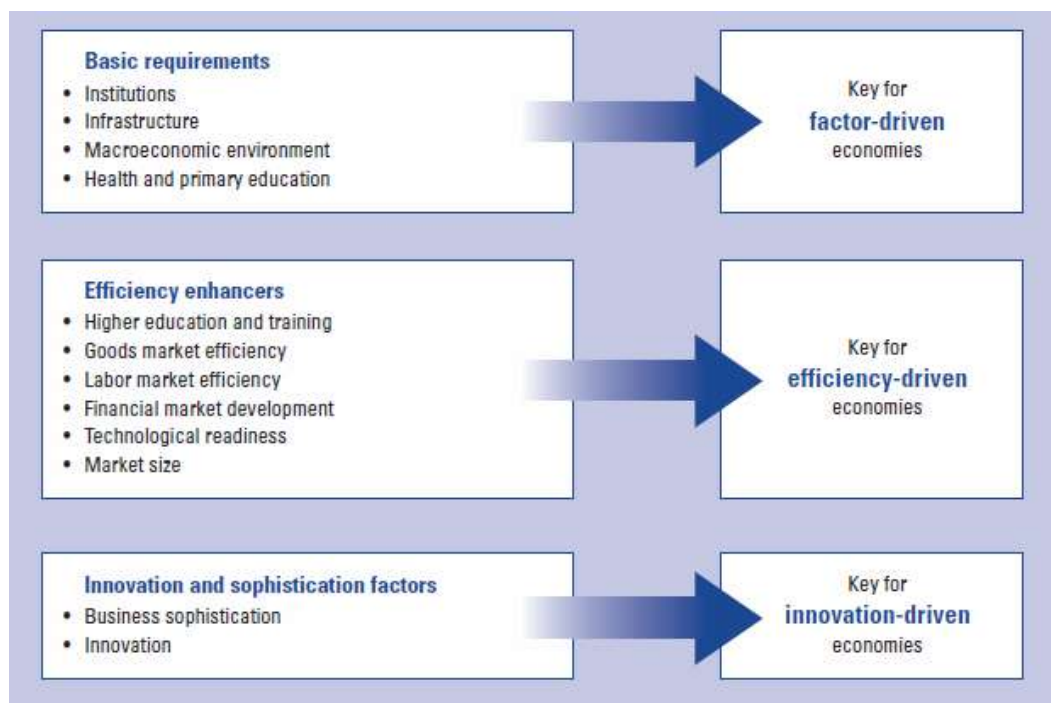 Basic requirements
• Institutions
• Infrastructure
• Macroeconomic environment
• Health and primary education
Key for
factor-driven
economies
Efficiency enhancers
• Higher education and training
• Goods market efficiency
• Labor market efficiency
• Financial market development
• Technological readiness
• Market size
Key for
efficiency-driven
economies
Innovation and sophistication factors
• Business sophistication
• Innovation
Key for
innovation-driven
economies